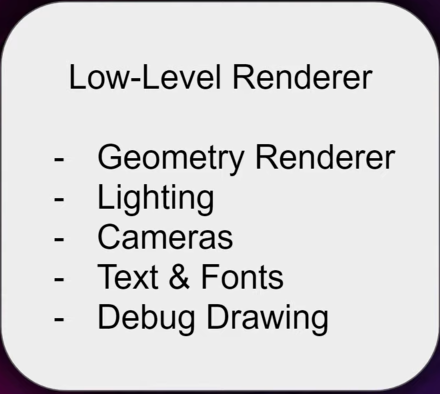 Low-Level Renderer
- Geometry Renderer
- Lighting
- Cameras
- Text & Fonts
- Debug Drawing